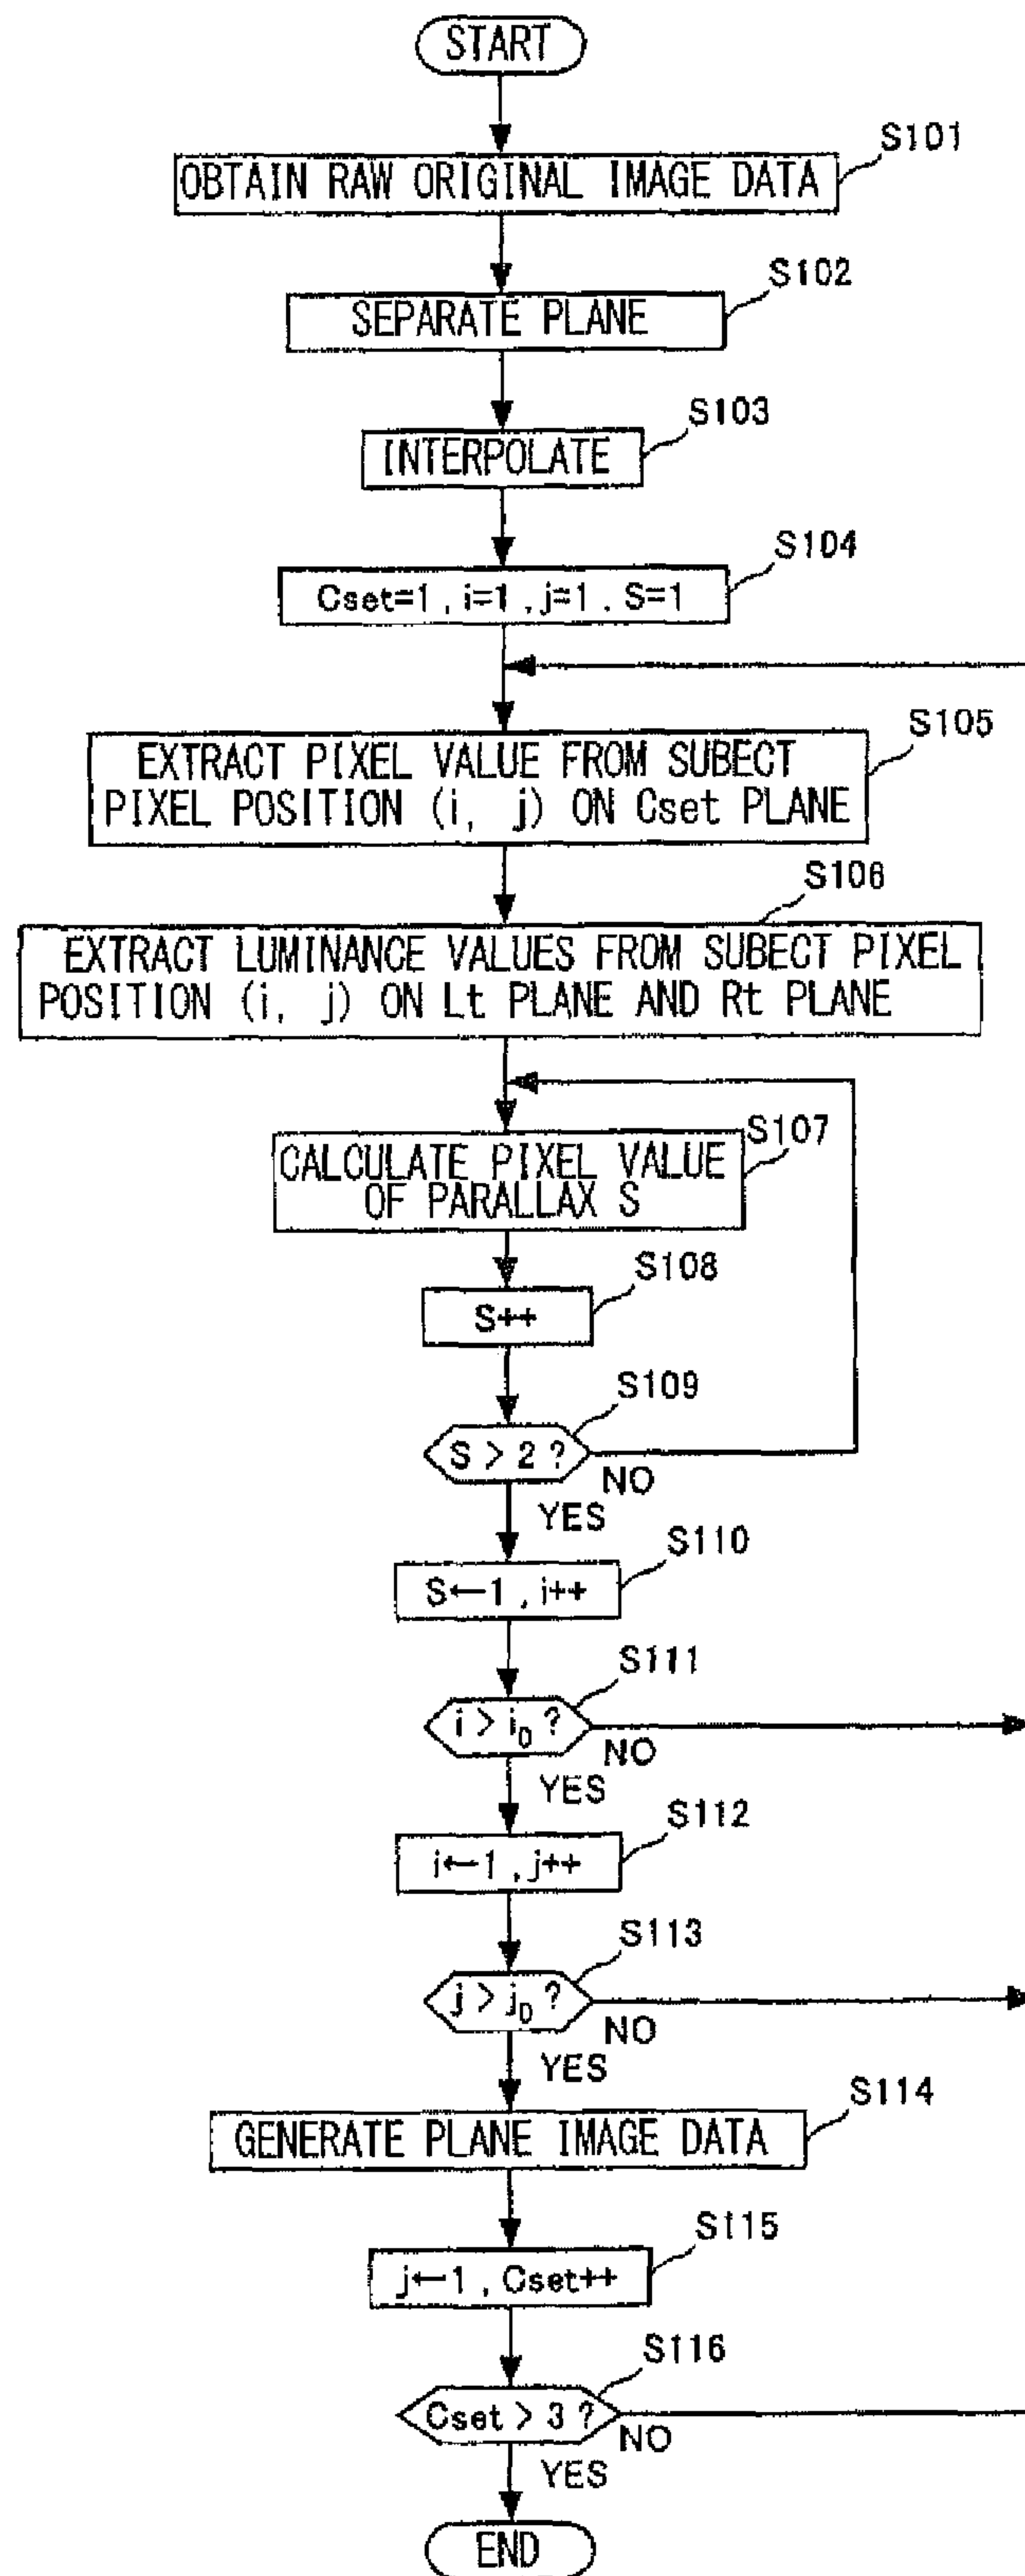 START
S101
OBTAIN RAW ORIGINAL IMAGE DATA
S102
SEPARATE PLANE
S103
INTERPOLATE
S104
Cset=1 , i=1 , j=1 . S=1
S105
EXTRACT PIXEL VALUE FROM SUBECT
PIXEL POSITION (i, j) ON Cset PLANE
S106
EXTRACT LUMINANCE VALUES FROM SUBECT PIXEL
POSITION (i, j) ON Lt PLANE AND Rt PLANE
S107
CALCULATE PIXEL VALUE
OF PARALLAX S
S108
S++
S109
S > 2 ?
NO
YES
S110
S←1 , i++
S111
i > i₀ ?
NO
YES
S112
i←1 , j++
S113
j > j₀ ?
NO
YES
S114
GENERATE PLANE IMAGE DATA
S115
j←1 , Cset++
S116
Cset > 3 ?
NO
YES
END